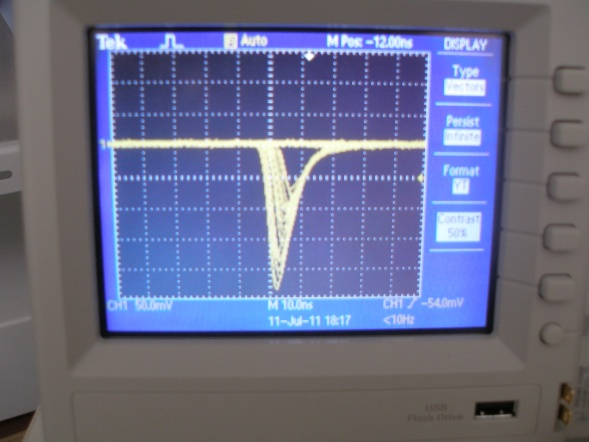 Tek Auto M Pos: -12.00ns DISPLAY
Type
Vectors
Persist
Infinite
Format
YT
Contrast
50%
1
CH1 50.0mV M 10.0ns CH1 / -54.0mV
11-Jul-11 18:17 <10Hz
USB
Flash Drive